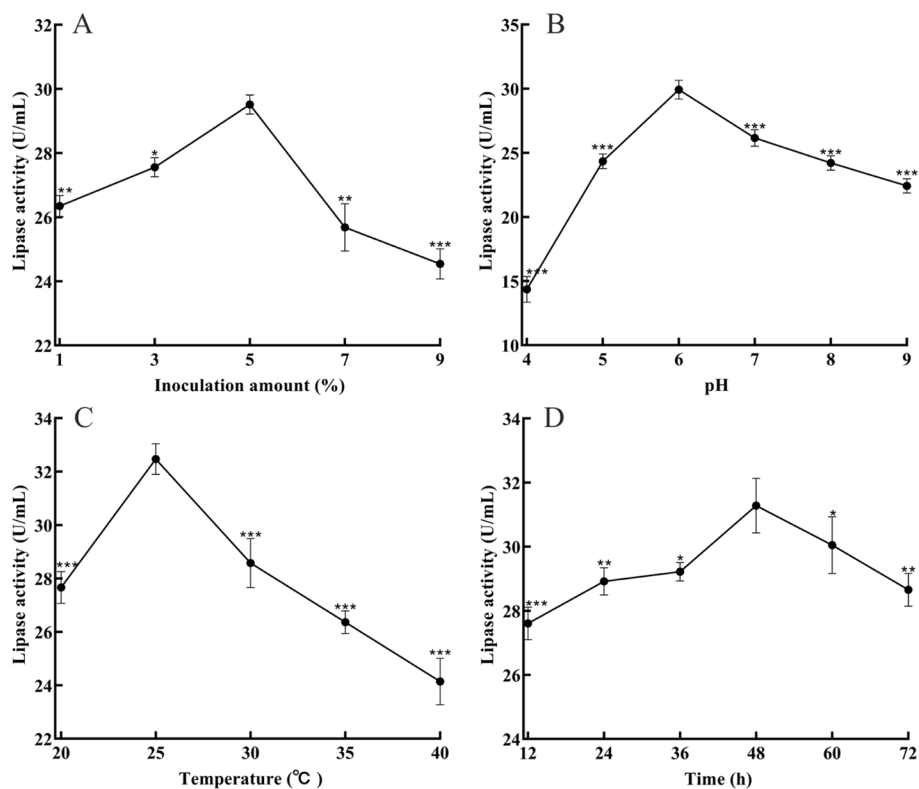 A
Lipase activity (U/mL)
32
30
28
26
24
22
**
*
**
***
1 3 5 7 9
Inoculation amount (%)
B
Lipase activity (U/mL)
35
30
25
20
15
10
***
***
***
***
***
4 5 6 7 8 9
pH
C
Lipase activity (U/mL)
34
32
30
28
26
24
22
***
***
***
***
20 25 30 35 40
Temperature (℃)
D
Lipase activity (U/mL)
34
32
30
28
26
24
***
**
*
*
**
12 24 36 48 60 72
Time (h)